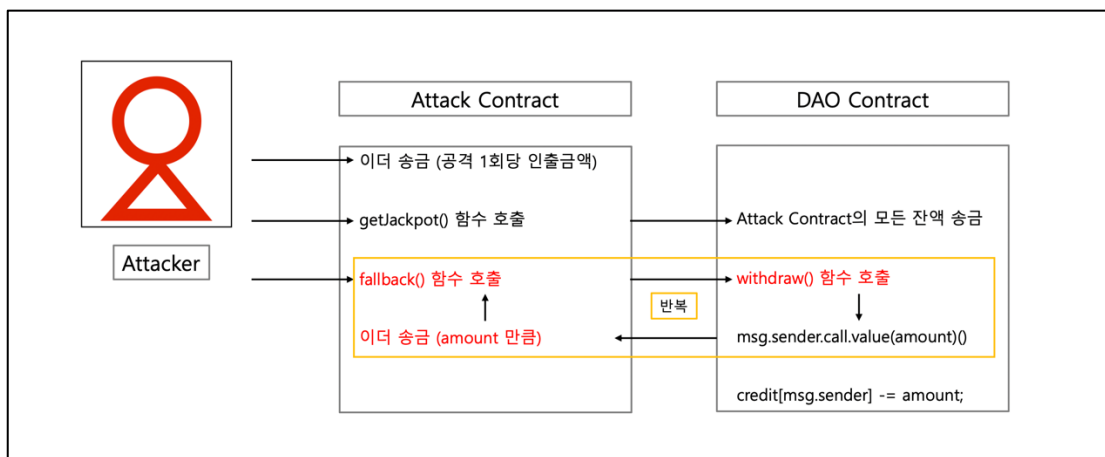 Attack Contract
DAO Contract
이더 송금 (공격 1회당 인출금액)
getJackpot() 함수 호출
Attack Contract의 모든 잔액 송금
Attacker
fallback() 함수 호출
withdraw() 함수 호출
반복
이더 송금 (amount 만큼)
msg.sender.call.value(amount)()
credit[msg.sender] -= amount;